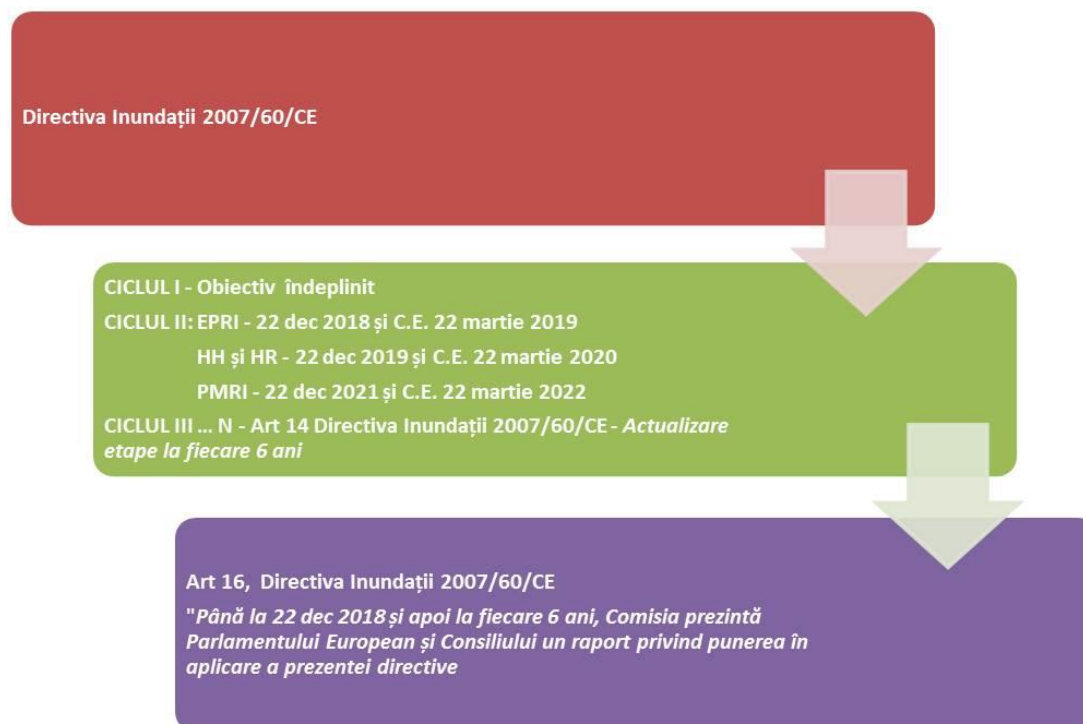 Directiva Inundații 2007/60/CE
CICLUL I - Obiectiv îndeplinit
CICLUL II: EPRI - 22 dec 2018 și C.E. 22 martie 2019
HH și HR - 22 dec 2019 și C.E. 22 martie 2020
PMRI - 22 dec 2021 și C.E. 22 martie 2022
CICLUL III ... N - Art 14 Directiva Inundații 2007/60/CE - Actualizare
etape la fiecare 6 ani
Art 16, Directiva Inundații 2007/60/CE
"Până la 22 dec 2018 și apoi la fiecare 6 ani, Comisia prezintă
Parlamentului European și Consiliului un raport privind punerea în
aplicare a prezentei directive